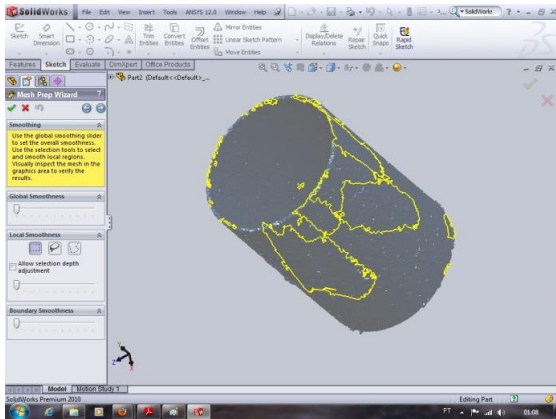 SolidWorks
File Edit View Insert Tools ANSYS 12.0 Window Help
SolidWorks
Sketch
Smart Dimension
Trim Entities
Convert Entities
Offset Entities
Mirror Entities
Linear Sketch Pattern
Move Entities
Display/Delete Relations
Repair Sketch
Quick Snaps
Rapid Sketch
Features Sketch Evaluate DimXpert Office Products
Part2 (Default<<Default>_...
Mesh Prep Wizard ?
Smoothing
Use the global smoothing slider
to set the overall smoothness.
Use the selection tools to select
and smooth local regions.
Visually inspect the mesh in the
graphics area to verify the
results.
Global Smoothness
Local Smoothness
Allow selection depth
adjustment
Boundary Smoothness
Model Motion Study 1
SolidWorks Premium 2010
Editing Part
PT
01:08